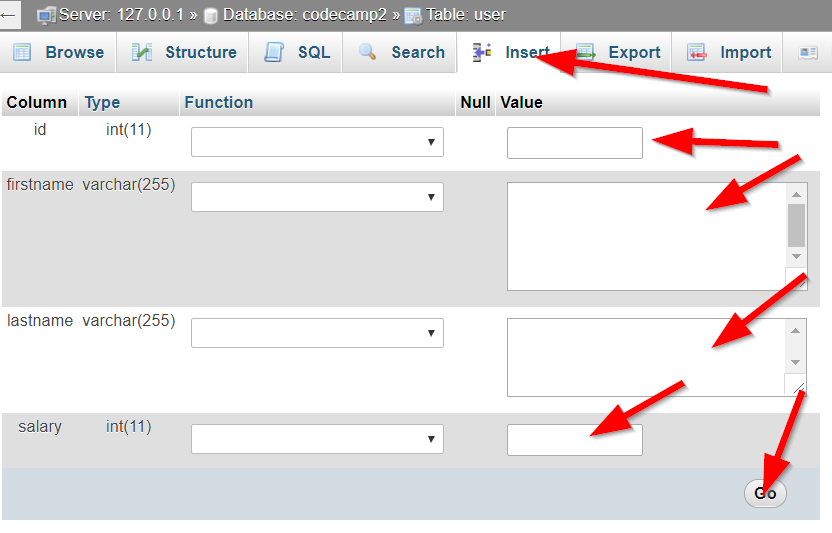 ← Server: 127.0.0.1 » Database: codecamp2 » Table: user
Browse Structure SQL Search Insert Export Import
Column Type Function Null Value
id int(11)
firstname varchar(255)
lastname varchar(255)
salary int(11)
Go